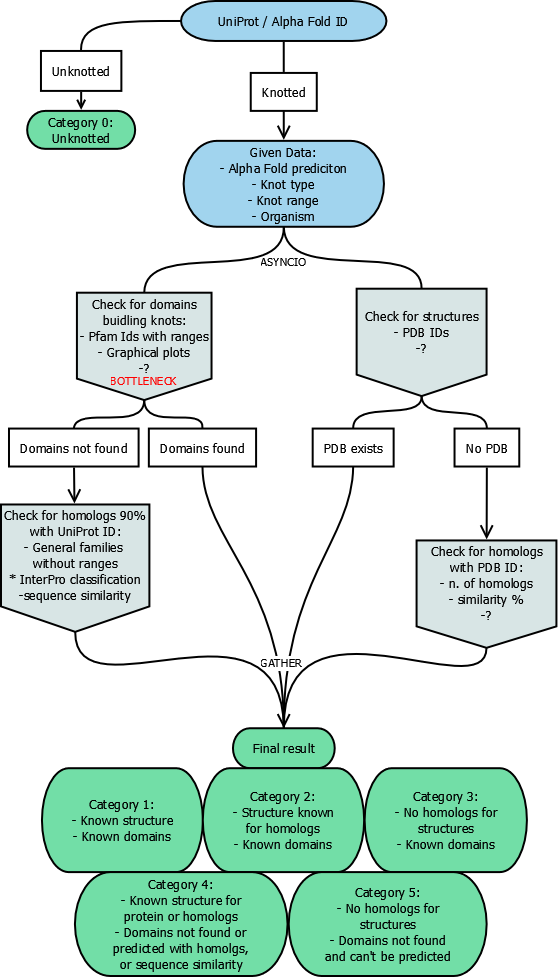 UniProt / Alpha Fold ID
Unknotted
Knotted
Category 0:
Unknotted
Given Data:
- Alpha Fold prediciton
- Knot type
- Knot range
- Organism
ASYNCIO
Check for domains
buidling knots:
- Pfam Ids with ranges
- Graphical plots
-?
BOTTLENECK
Check for structures
- PDB IDs
-?
Domains not found
Domains found
PDB exists
No PDB
Check for homologs 90%
with UniProt ID:
- General families
without ranges
* InterPro classification
-sequence similarity
Check for homologs
with PDB ID:
- n. of homologs
- similarity %
-?
GATHER
Final result
Category 1:
- Known structure
- Known domains
Category 2:
- Structure known
for homologs
- Known domains
Category 3:
- No homologs for
structures
- Known domains
Category 4:
- Known structure for
protein or homologs
- Domains not found or
predicted with homolgs,
or sequence similarity
Category 5:
- No homologs for
structures
- Domains not found
and can't be predicted